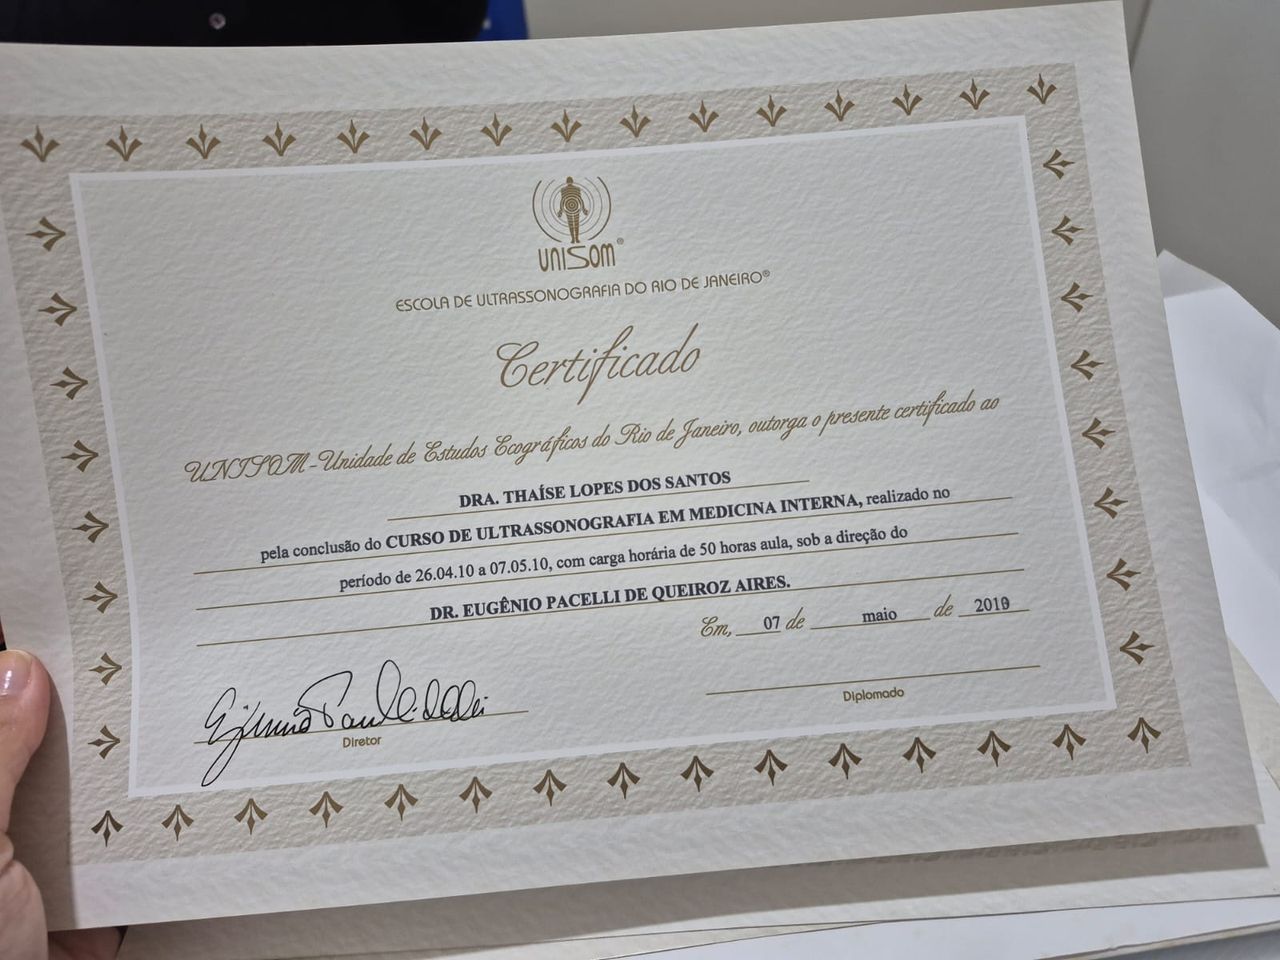 UNISOM®
ESCOLA DE ULTRASSONOGRAFIA DO RIO DE JANEIRO®
Certificado
UNISOM - Unidade de Estudos Ecográficos do Rio de Janeiro, outorga o presente certificado ao
DRA. THAÍSE LOPES DOS SANTOS
pela conclusão do CURSO DE ULTRASSONOGRAFIA EM MEDICINA INTERNA, realizado no
período de 26.04.10 a 07.05.10, com carga horária de 50 horas aula, sob a direção do
DR. EUGÊNIO PACELLI DE QUEIROZ AIRES.
Em, 07 de maio de 2010
Diretor
Diplomado